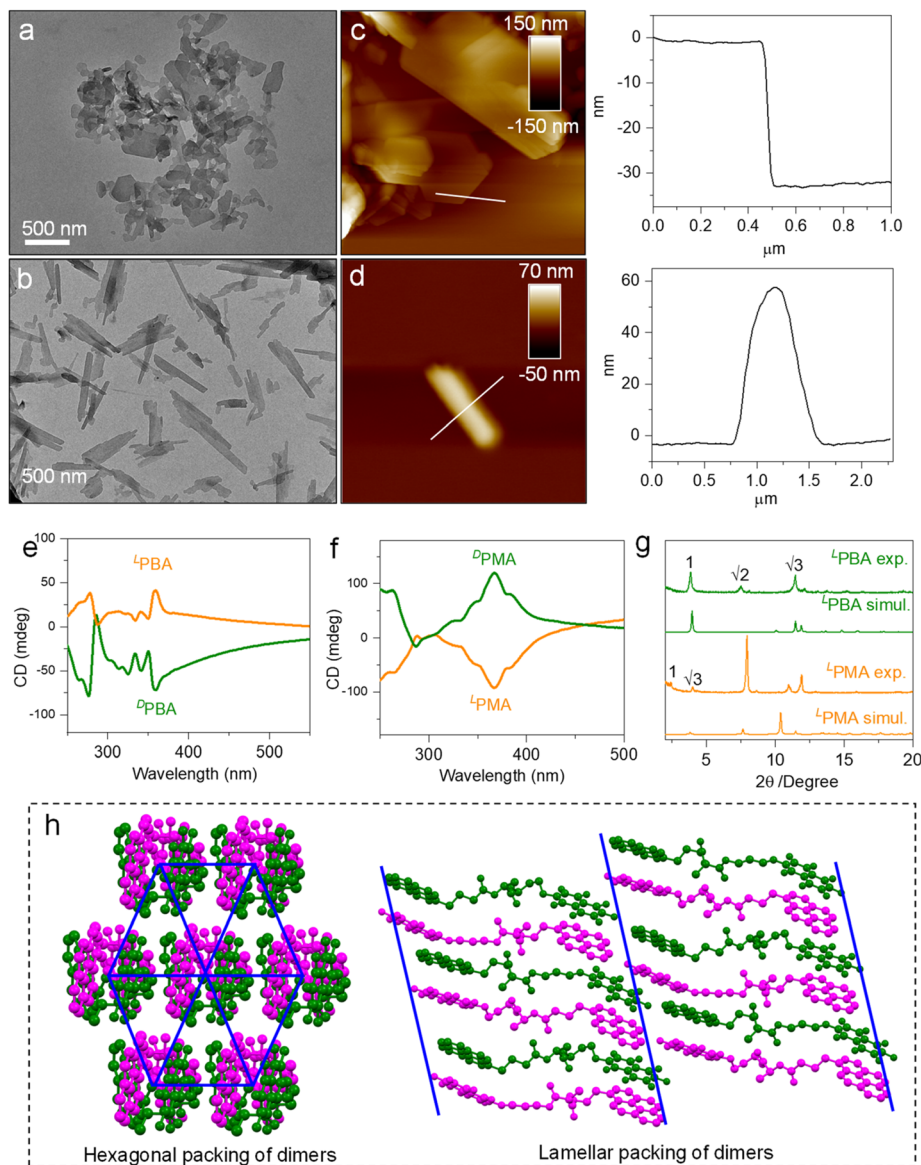 a
500 nm
c
150 nm
-150 nm
0
-10
-20
-30
nm
0.0 0.2 0.4 0.6 0.8 1.0
μm
b
500 nm
d
70 nm
-50 nm
60
40
20
0
nm
0.0 0.5 1.0 1.5 2.0
μm
e
100
50
0
-50
-100
CD (mdeg)
LPBA
DPBA
300 400 500
Wavelength (nm)
f
100
0
-100
CD (mdeg)
DPMA
LPMA
300 400 500
Wavelength (nm)
g
LPBA exp.
1 √2 √3
LPBA simul.
LPMA exp.
1 √3
LPMA simul.
5 10 15 20
2θ /Degree
h
Hexagonal packing of dimers
Lamellar packing of dimers